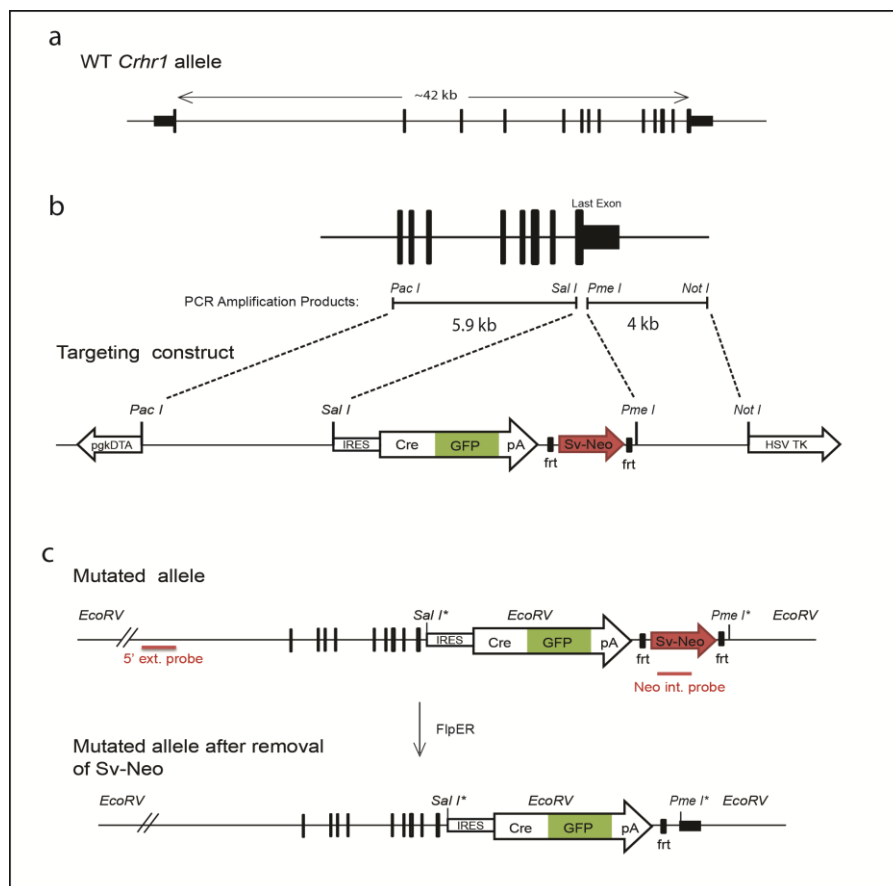 a
WT Crhr1 allele
~42 kb
b
Last Exon
PCR Amplification Products:
Pac I
Sal I
Pme I
Not I
5.9 kb
4 kb
Targeting construct
Pac I
Sal I
Pme I
Not I
pgkDTA
IRES
Cre
GFP
pA
Sv-Neo
HSV TK
frt
frt
c
Mutated allele
EcoRV
Sal I*
EcoRV
Pme I*
EcoRV
IRES
Cre
GFP
pA
Sv-Neo
5' ext. probe
frt
frt
Neo int. probe
FlpER
Mutated allele after removal
of Sv-Neo
EcoRV
Sal I*
EcoRV
Pme I*
EcoRV
IRES
Cre
GFP
pA
frt